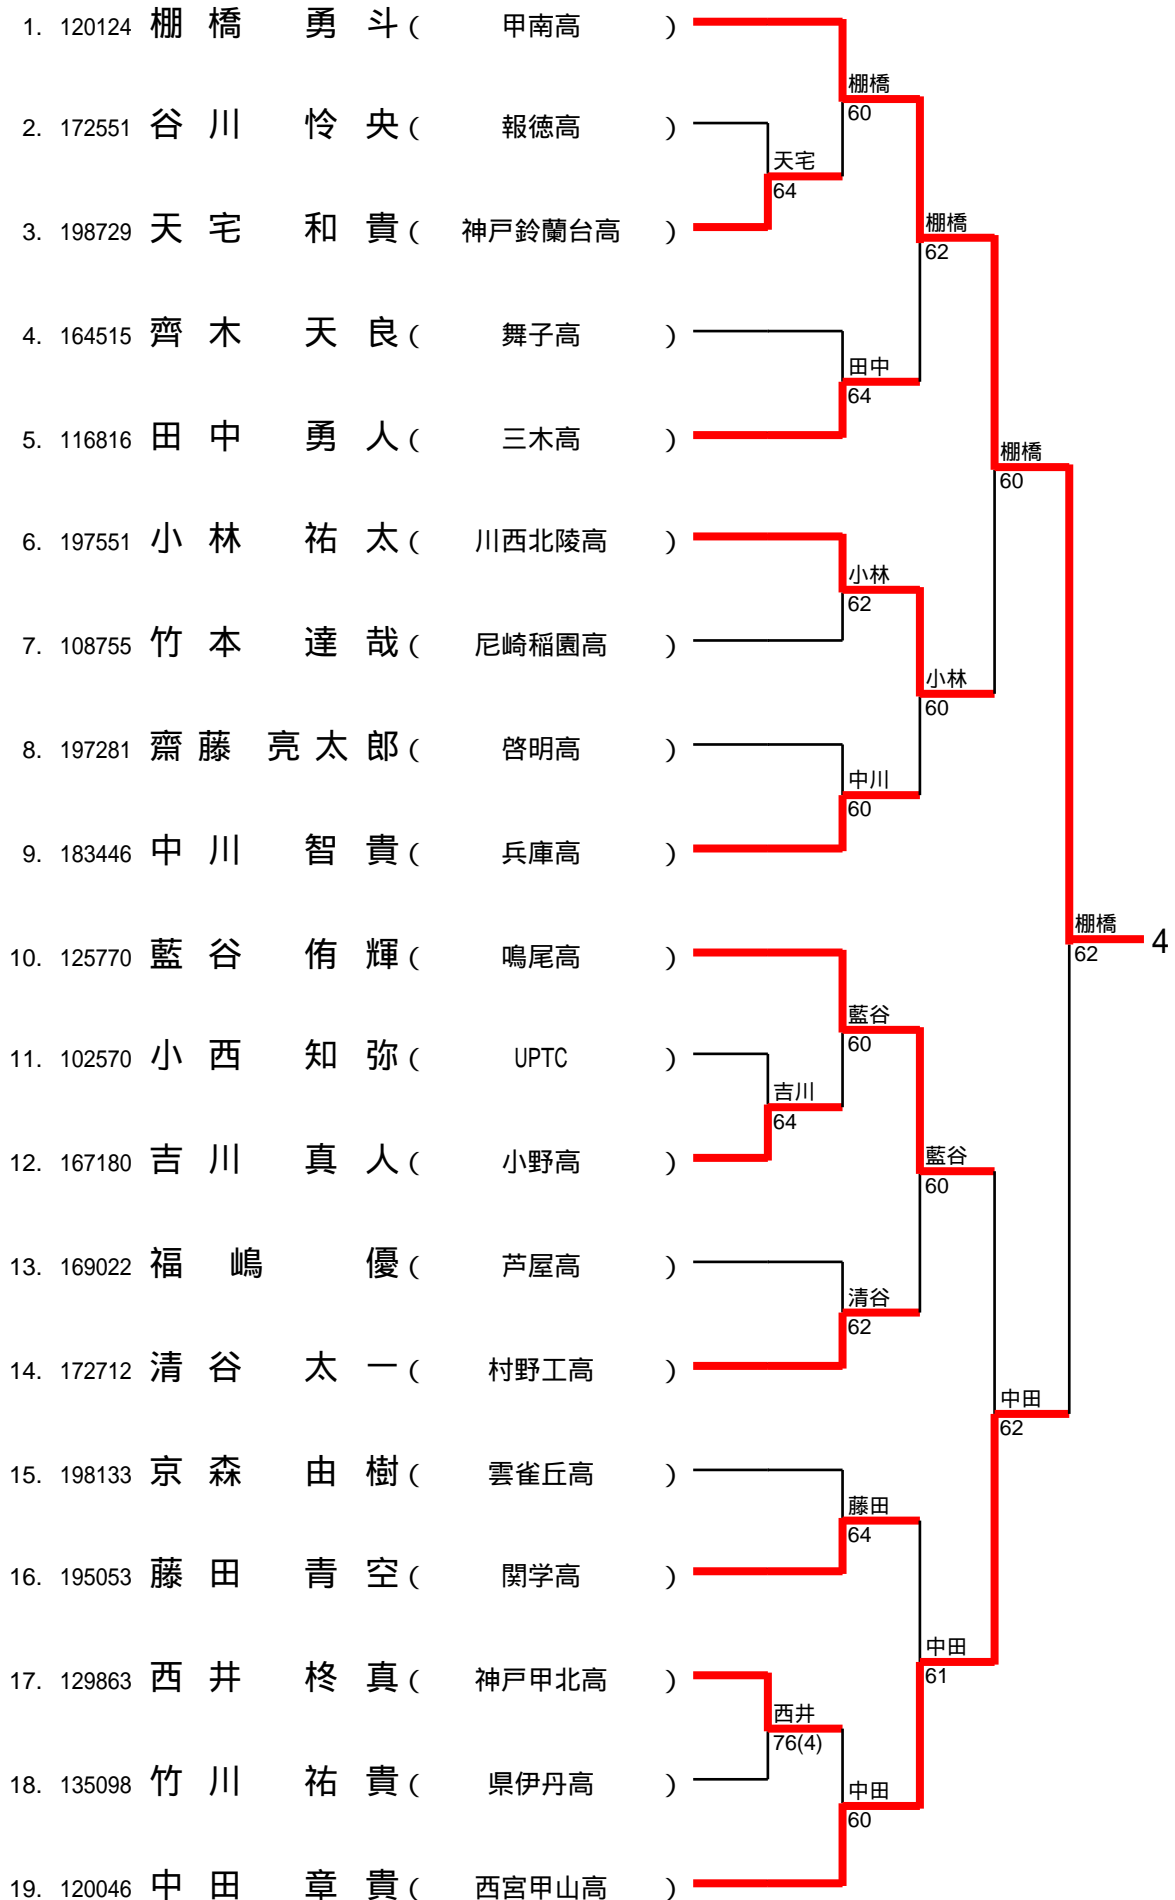 1. 120124 棚橋 勇斗 ( 甲南高 )
棚橋
60
2. 172551 谷川 怜央 ( 報徳高 )
天宅
64
3. 198729 天宅 和貴 ( 神戸鈴蘭台高 )
棚橋
62
4. 164515 齊木 天良 ( 舞子高 )
田中
64
5. 116816 田中 勇人 ( 三木高 )
棚橋
60
6. 197551 小林 祐太 ( 川西北陵高 )
小林
62
7. 108755 竹本 達哉 ( 尼崎稲園高 )
小林
60
8. 197281 齋藤 亮太郎 ( 啓明高 )
中川
60
9. 183446 中川 智貴 ( 兵庫高 )
棚橋
62
4
10. 125770 藍谷 侑輝 ( 鳴尾高 )
藍谷
60
11. 102570 小西 知弥 ( UPTC )
吉川
64
12. 167180 吉川 真人 ( 小野高 )
藍谷
60
13. 169022 福嶋 優 ( 芦屋高 )
清谷
62
14. 172712 清谷 太一 ( 村野工高 )
中田
62
15. 198133 京森 由樹 ( 雲雀丘高 )
藤田
64
16. 195053 藤田 青空 ( 関学高 )
中田
61
17. 129863 西井 柊真 ( 神戸甲北高 )
西井
76(4)
18. 135098 竹川 祐貴 ( 県伊丹高 )
中田
60
19. 120046 中田 章貴 ( 西宮甲山高 )